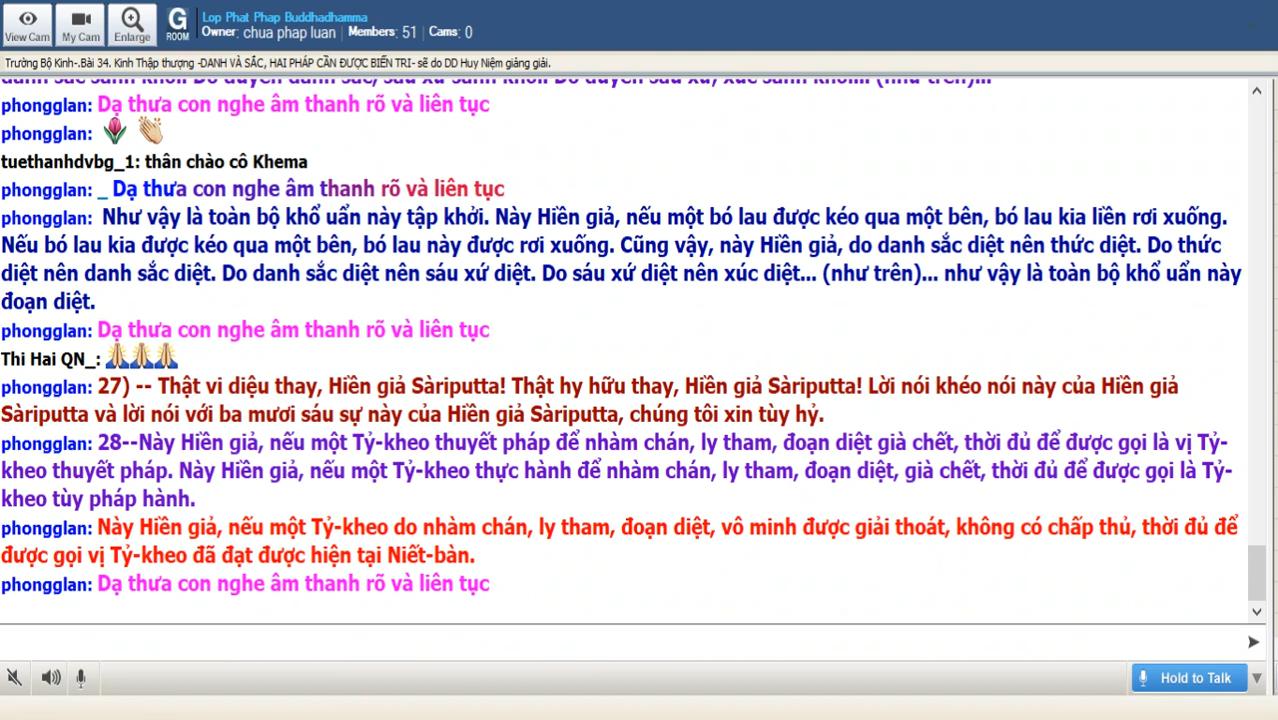 Lop Phat Phap Buddhadhamma
G
View Cam
My Cam
Enlarge
ROOM
Owner: chua phap luan | Members: 51 | Cams: 0
Trường Bộ Kinh-.Bài 34. Kinh Thập thượng -DANH VÀ SẮC, HAI PHÁP CẦN ĐƯỢC BIẾN TRI- sẽ do DD Huy Niệm giảng giải.
phongglan: Dạ thưa con nghe âm thanh rõ và liên tục
phongglan:
tuethanhdvbg_1: thân chào cô Khema
phongglan: _ Dạ thưa con nghe âm thanh rõ và liên tục
phongglan: Như vậy là toàn bộ khổ uẩn này tập khởi. Này Hiền giả, nếu một bó lau được kéo qua một bên, bó lau kia liền rơi xuống.
Nếu bó lau kia được kéo qua một bên, bó lau này được rơi xuống. Cũng vậy, này Hiền giả, do danh sắc diệt nên thức diệt. Do thức
diệt nên danh sắc diệt. Do danh sắc diệt nên sáu xứ diệt. Do sáu xứ diệt nên xúc diệt... (như trên)... như vậy là toàn bộ khổ uẩn này
đoạn diệt.
phongglan: Dạ thưa con nghe âm thanh rõ và liên tục
Thi Hai QN_:
phongglan: 27) -- Thật vi diệu thay, Hiền giả Sàriputta! Thật hy hữu thay, Hiền giả Sàriputta! Lời nói khéo nói này của Hiền giả
Sàriputta và lời nói với ba mươi sáu sự này của Hiền giả Sàriputta, chúng tôi xin tùy hỷ.
phongglan: 28--Này Hiền giả, nếu một Tỷ-kheo thuyết pháp để nhàm chán, ly tham, đoạn diệt già chết, thời đủ để được gọi là vị Tỷ-
kheo thuyết pháp. Này Hiền giả, nếu một Tỷ-kheo thực hành để nhàm chán, ly tham, đoạn diệt, già chết, thời đủ để được gọi là Tỷ-
kheo tùy pháp hành.
phongglan: Này Hiền giả, nếu một Tỷ-kheo do nhàm chán, ly tham, đoạn diệt, vô minh được giải thoát, không có chấp thủ, thời đủ để
được gọi vị Tỷ-kheo đã đạt được hiện tại Niết-bàn.
phongglan: Dạ thưa con nghe âm thanh rõ và liên tục
Hold to Talk